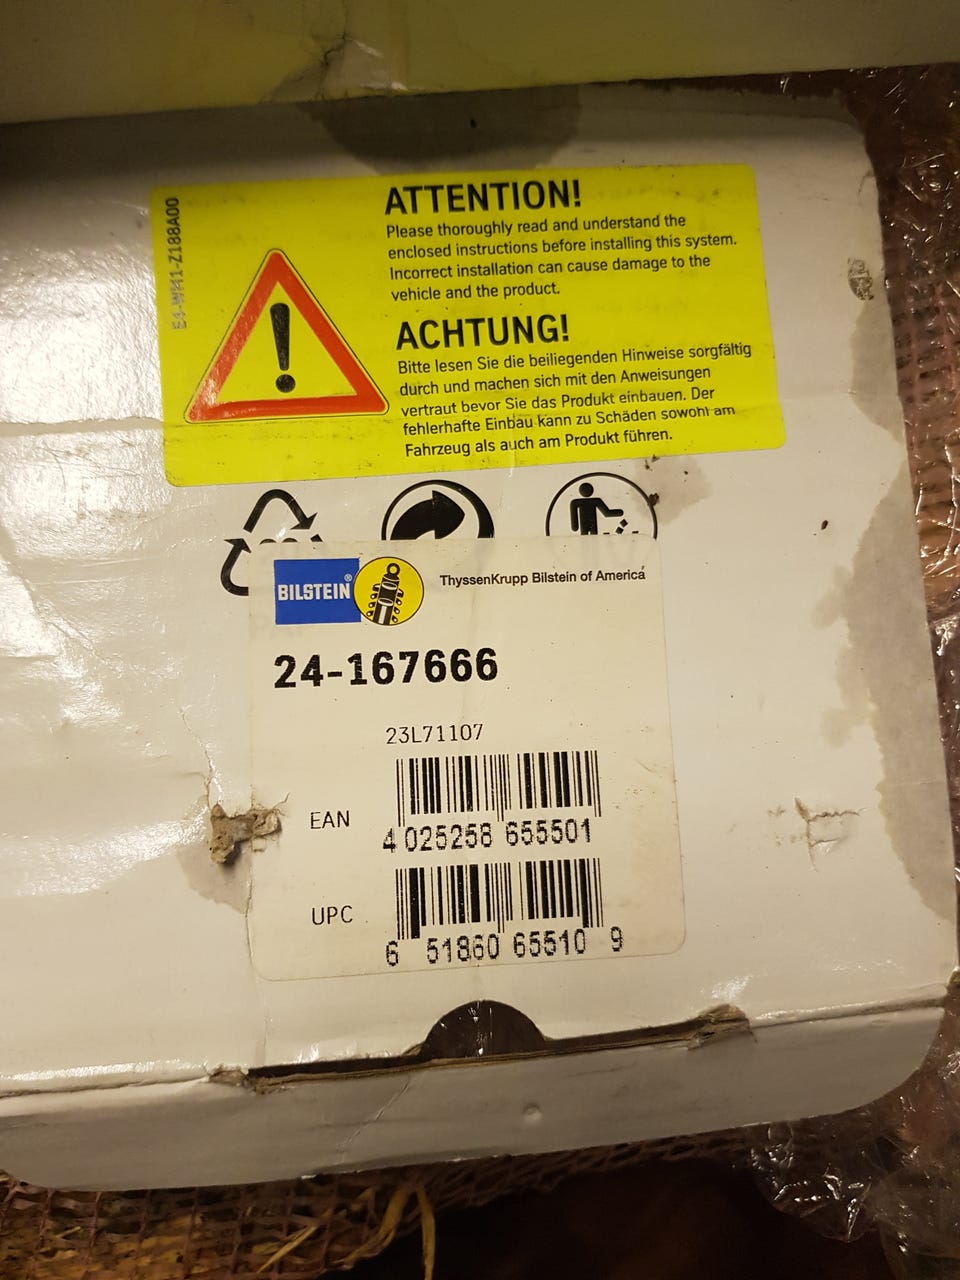 E4-WM1-Z188A00
ATTENTION!
Please thoroughly read and understand the
enclosed instructions before installing this system.
Incorrect installation can cause damage to the
vehicle and the product.
ACHTUNG!
Bitte lesen Sie die beiliegenden Hinweise sorgfältig
durch und machen sich mit den Anweisungen
vertraut bevor Sie das Produkt einbauen. Der
fehlerhafte Einbau kann zu Schäden sowohl am
Fahrzeug als auch am Produkt führen.
BILSTEIN®
ThyssenKrupp Bilstein of America
24-167666
23L71107
EAN
4 025258 655501
UPC
6 51860 65510 9